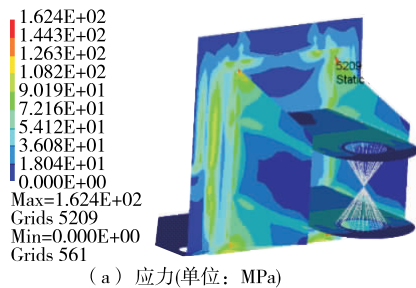 1.624E+02
1.443E+02
1.263E+02
1.082E+02
9.019E+01
7.216E+01
5.412E+01
3.608E+01
1.804E+01
0.000E+00
Max=1.624E+02
Grids 5209
Min=0.000E+00
Grids 561
5209
Static
（a）应力(单位：MPa)